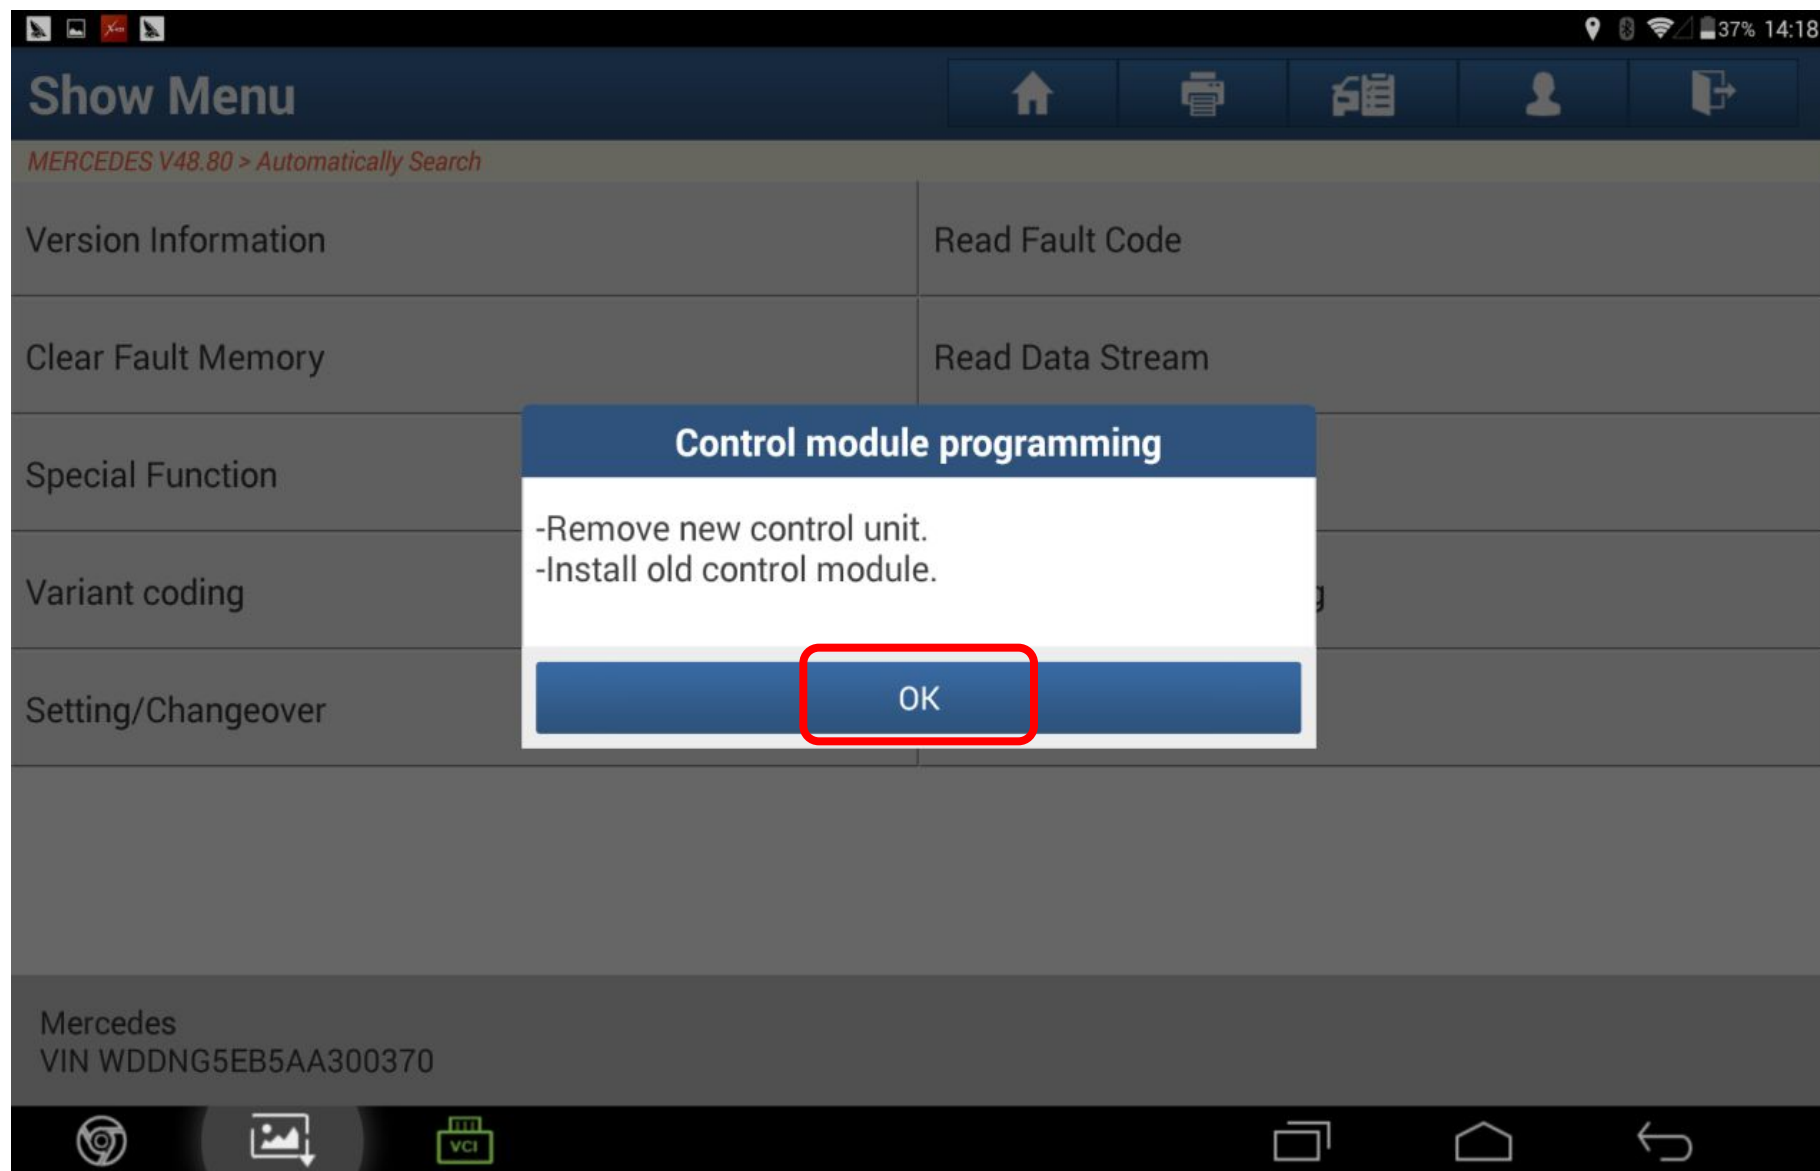 37% 14:18
Show Menu
MERCEDES V48.80 > Automatically Search
Version Information
Read Fault Code
Clear Fault Memory
Read Data Stream
Control module programming
Special Function
-Remove new control unit.
-Install old control module.
Variant coding
g
OK
Setting/Changeover
Mercedes
VIN WDDNG5EB5AA300370
VCI